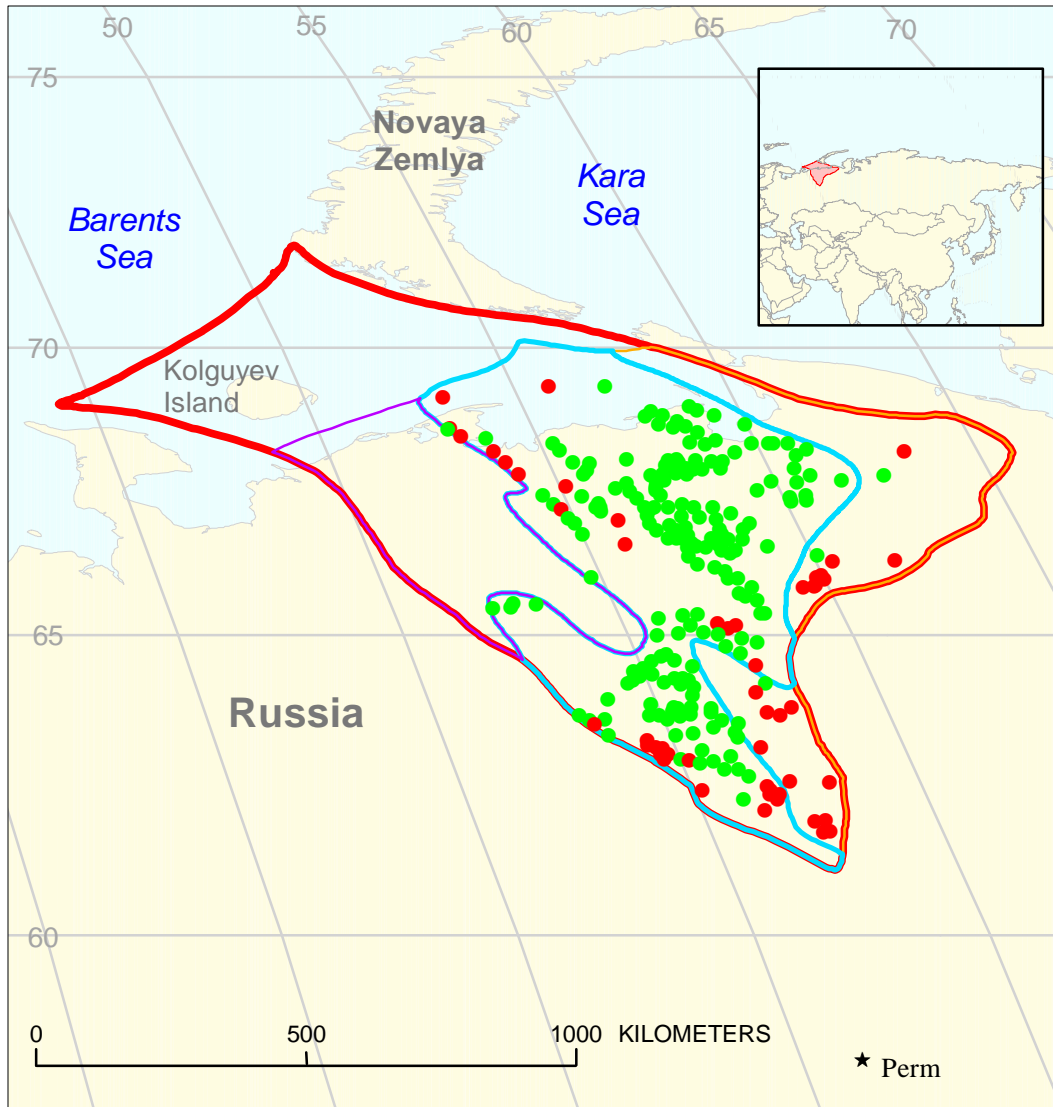 50
55
60
65
70
75
Novaya
Zemlya
Kara
Sea
Barents
Sea
70
Kolguyev
Island
65
Russia
60
0 500 1000 KILOMETERS
Perm